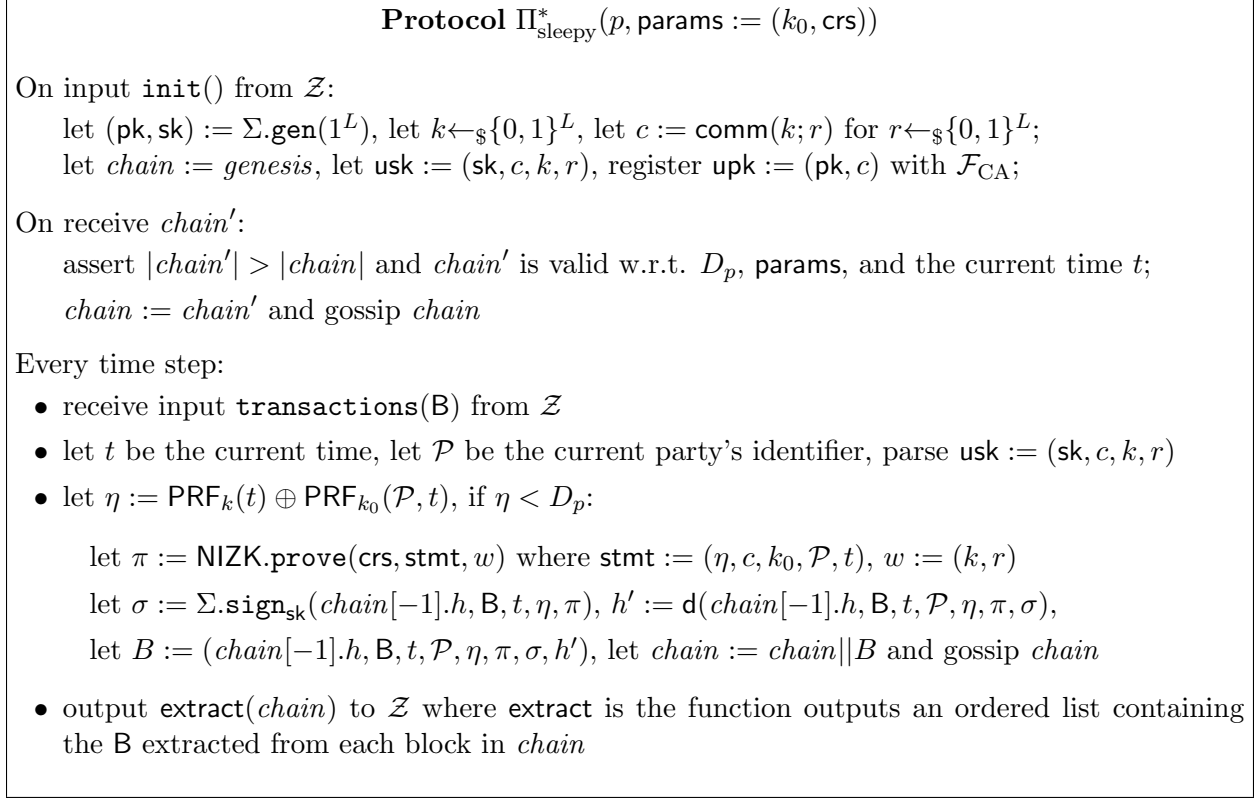 Protocol Π*sleepy(p, params := (k₀, crs))
On input init() from 𝒵:
let (pk, sk) := Σ.gen(1^L), let k←$ {0, 1}^L, let c := comm(k; r) for r←$ {0, 1}^L;
let chain := genesis, let usk := (sk, c, k, r), register upk := (pk, c) with ℱ_CA;
On receive chain′:
assert |chain′| > |chain| and chain′ is valid w.r.t. D_p, params, and the current time t;
chain := chain′ and gossip chain
Every time step:
• receive input transactions(B) from 𝒵
• let t be the current time, let 𝒫 be the current party's identifier, parse usk := (sk, c, k, r)
• let η := PRF_k(t) ⊕ PRF_k₀(𝒫, t), if η < D_p:
let π := NIZK.prove(crs, stmt, w) where stmt := (η, c, k₀, 𝒫, t), w := (k, r)
let σ := Σ.sign_sk(chain[−1].h, B, t, η, π), h′ := d(chain[−1].h, B, t, 𝒫, η, π, σ),
let B := (chain[−1].h, B, t, 𝒫, η, π, σ, h′), let chain := chain||B and gossip chain
• output extract(chain) to 𝒵 where extract is the function outputs an ordered list containing
the B extracted from each block in chain